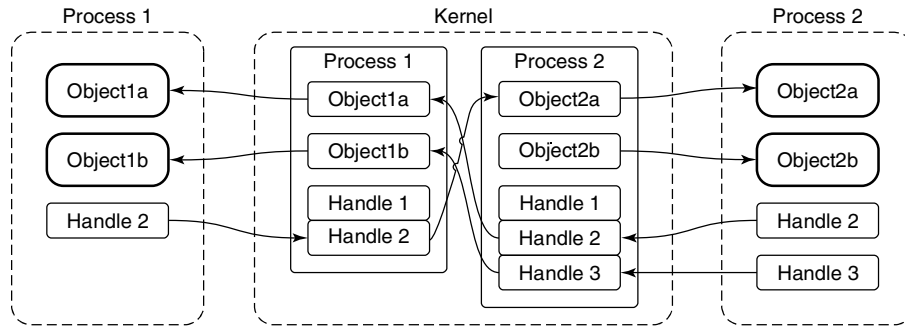 Process 1
Kernel
Process 2
Process 1
Process 2
Object1a
Object1a
Object2a
Object2a
Object1b
Object1b
Object2b
Object2b
Handle 1
Handle 1
Handle 2
Handle 2
Handle 2
Handle 2
Handle 3
Handle 3